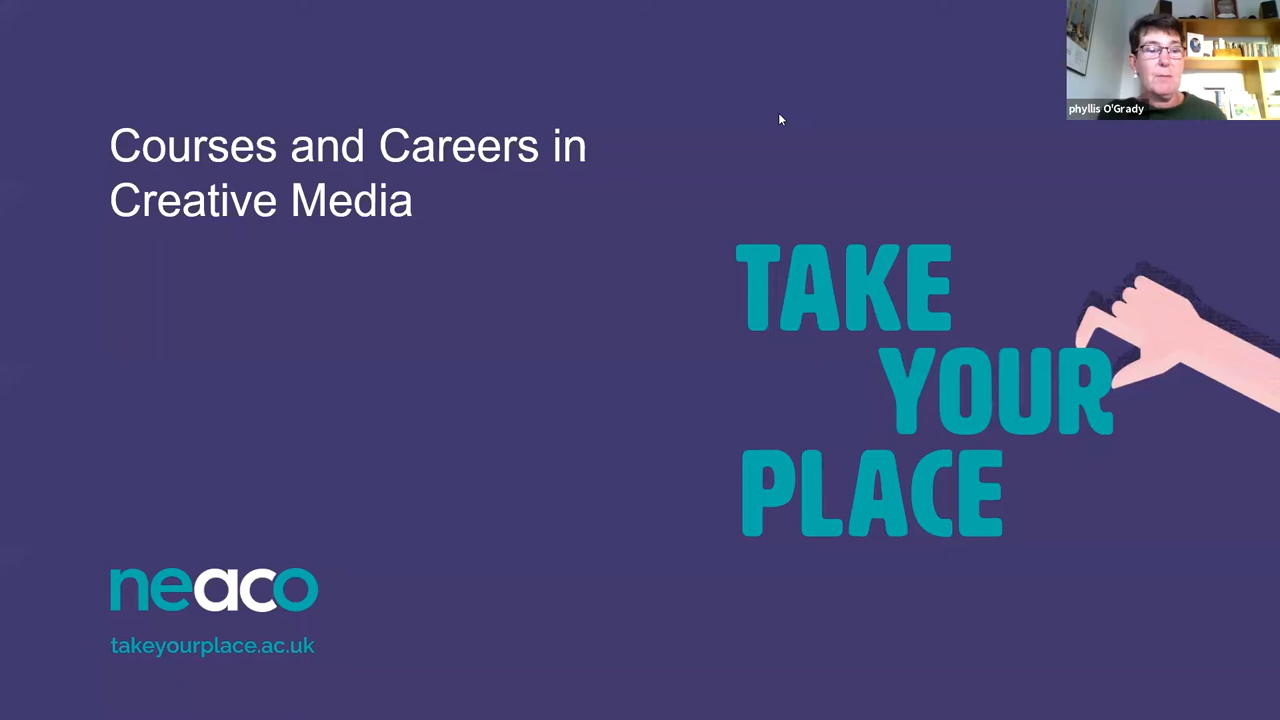 Courses and Careers in
Creative Media
phyllis O'Grady
TAKE
YOUR
PLACE
neaco
takeyourplace.ac.uk